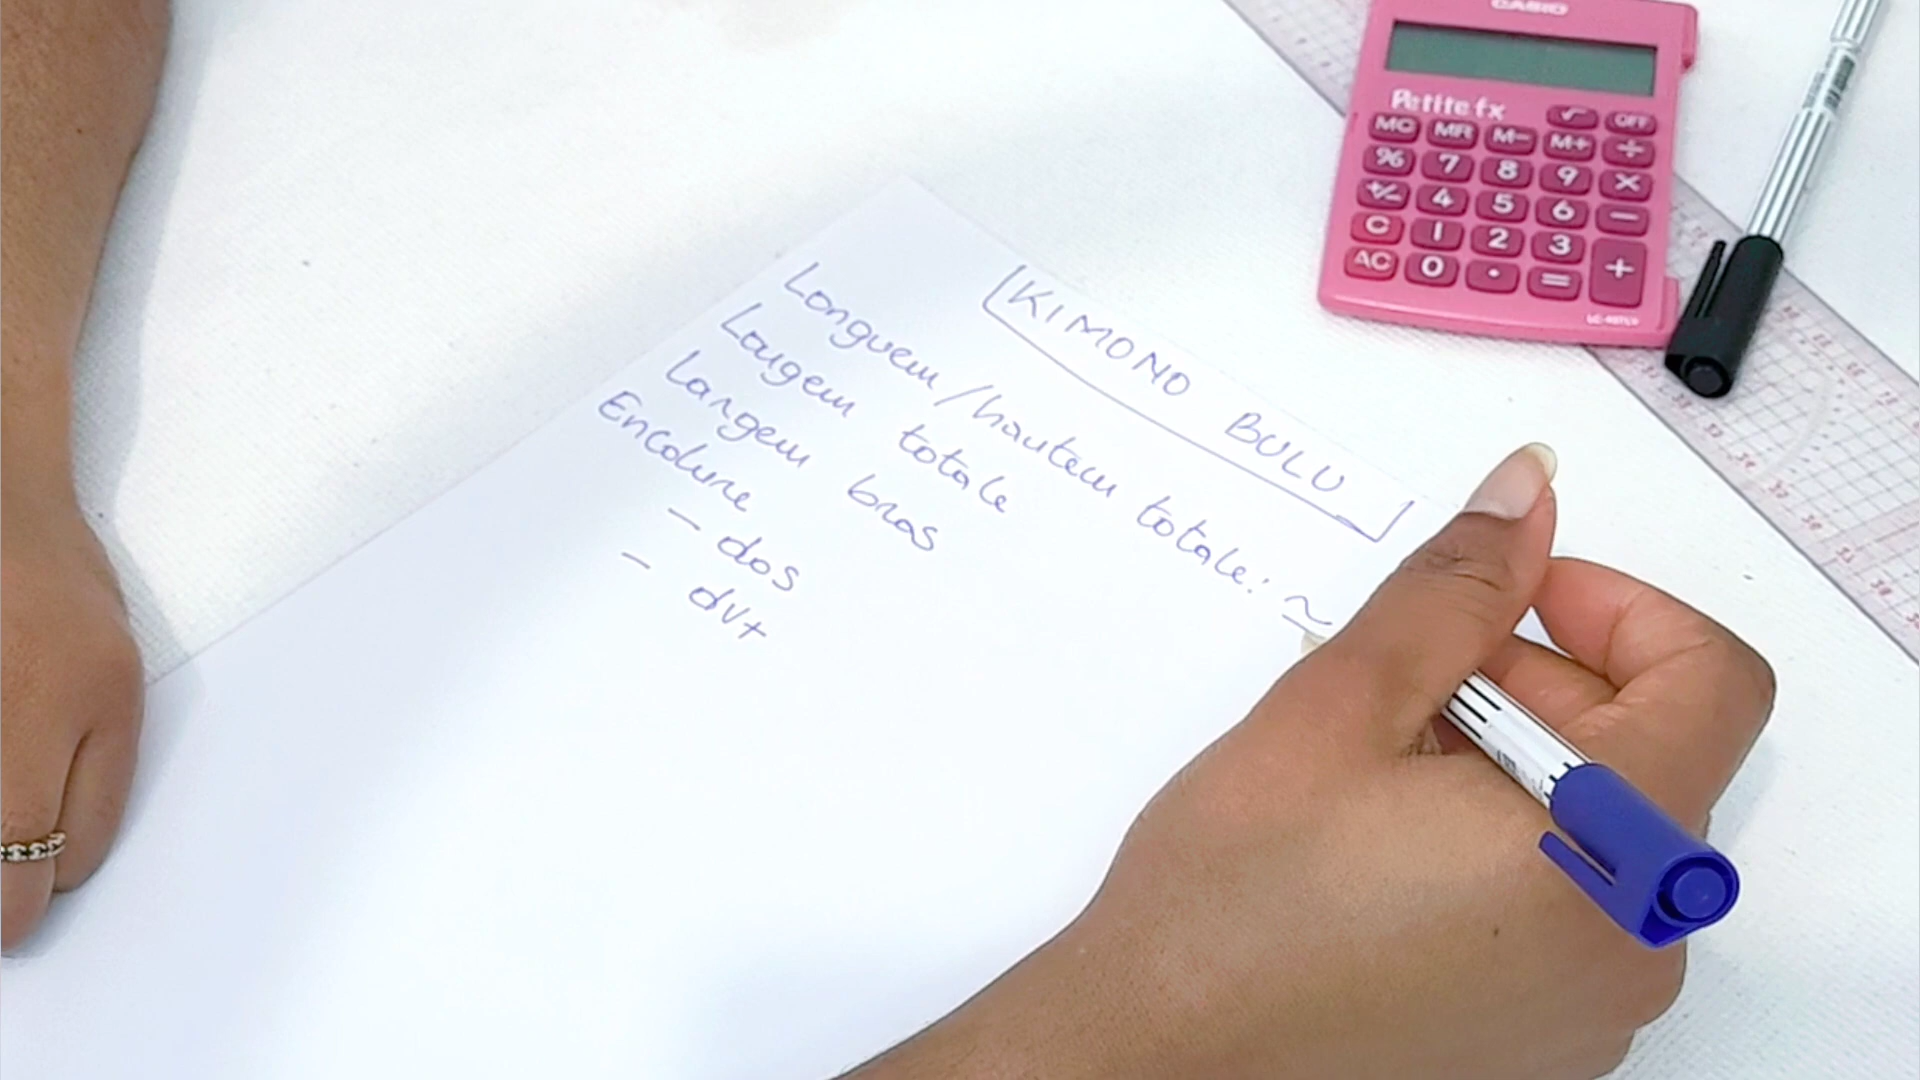 KIMONO BULU
Longueur/hauteur totale: ~
Largeur totale
Largeur bras
Encolure
- dos
- dvt
CASIO
Petite fx
√ OFF
MC MR M- M+ ÷
% 7 8 9 ×
+/- 4 5 6 -
C 1 2 3
AC 0 · = +